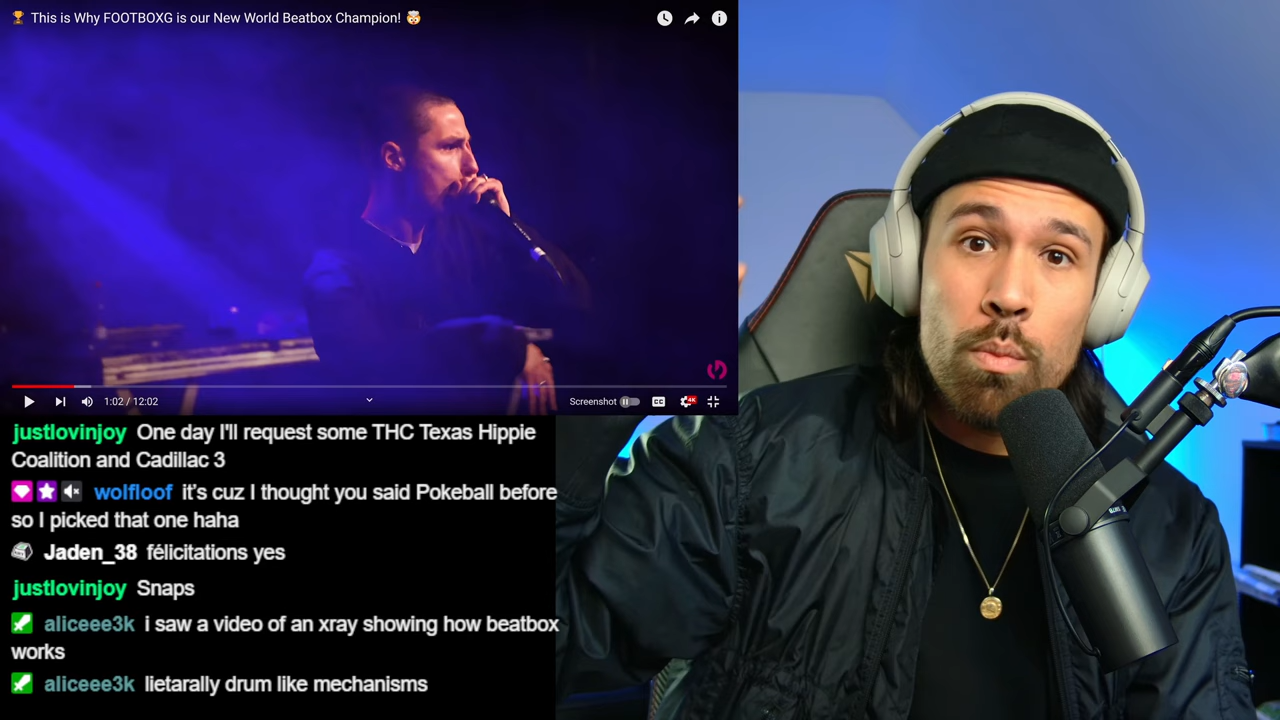 🏆 This is Why FOOTBOXG is our New World Beatbox Champion! 🤯
1:02 / 12:02
Screenshot
CC
4K
justlovinjoy One day I'll request some THC Texas Hippie
Coalition and Cadillac 3
wolfloof it's cuz I thought you said Pokeball before
so I picked that one haha
Jaden_38 félicitations yes
justlovinjoy Snaps
aliceee3k i saw a video of an xray showing how beatbox
works
aliceee3k lietarally drum like mechanisms